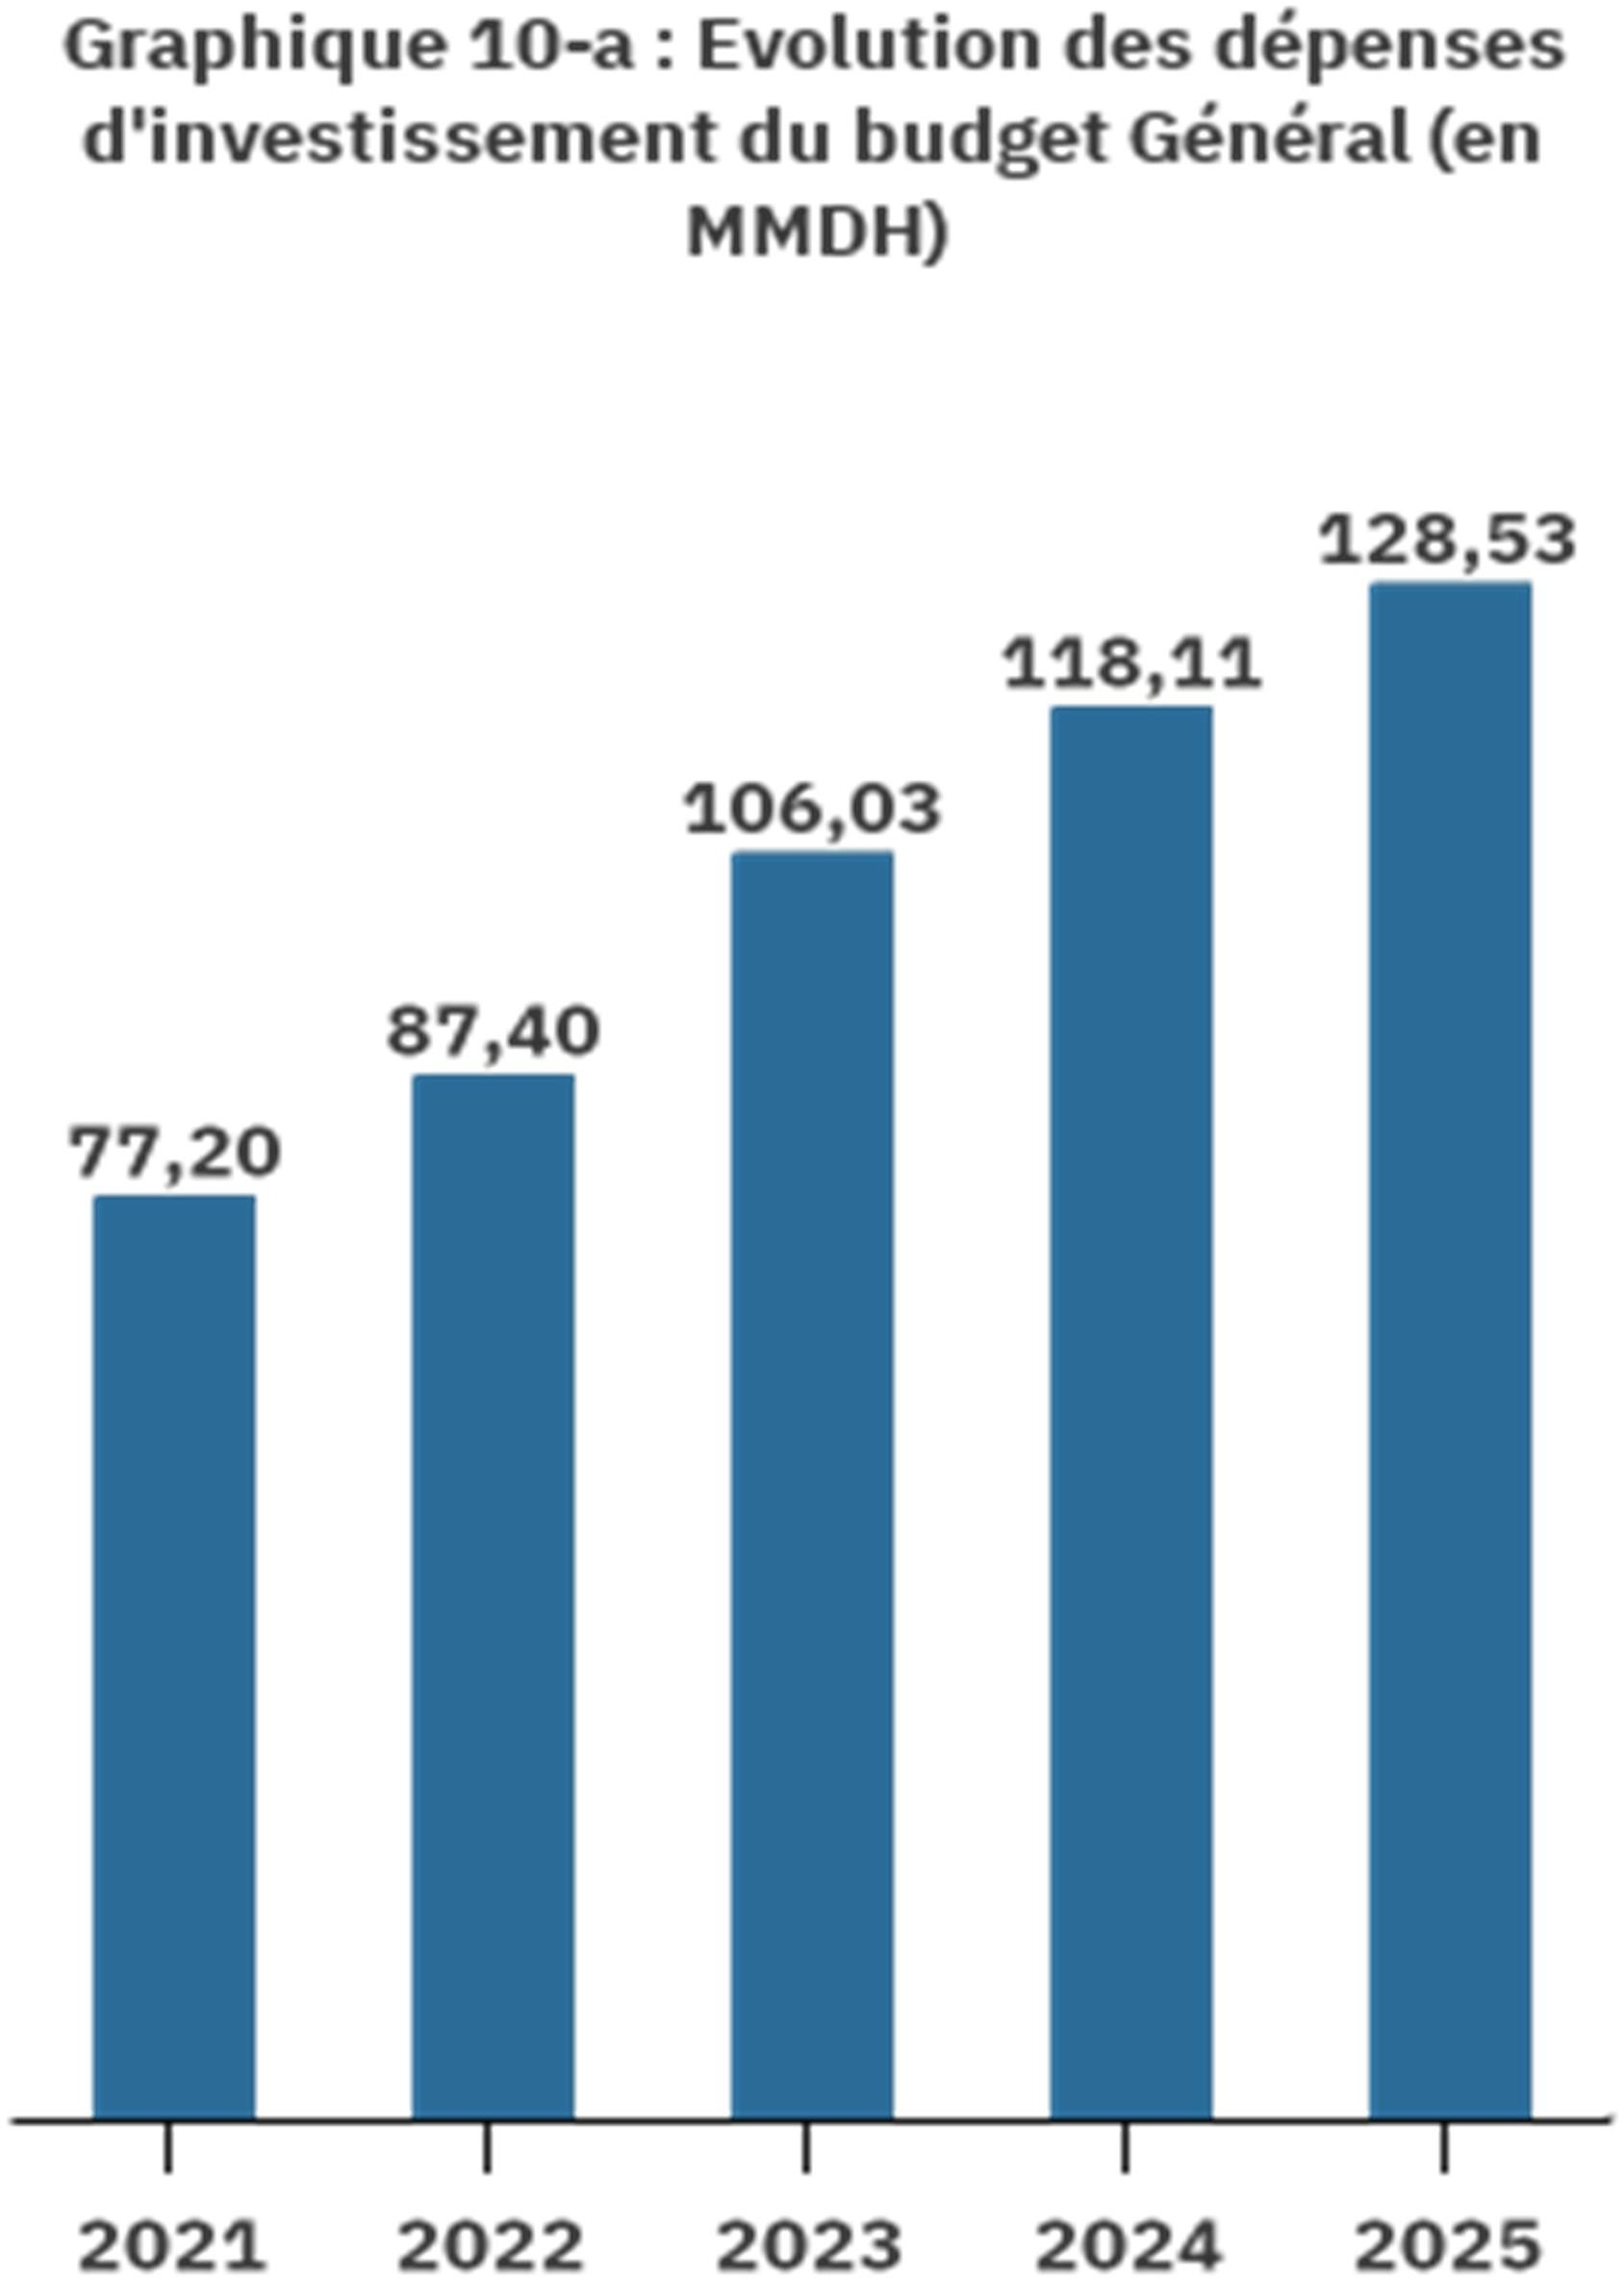 Graphique 10-a : Evolution des dépenses
d'investissement du budget Général (en
MMDH)
128,53
118,11
106,03
87,40
77,20
2021 2022 2023 2024 2025